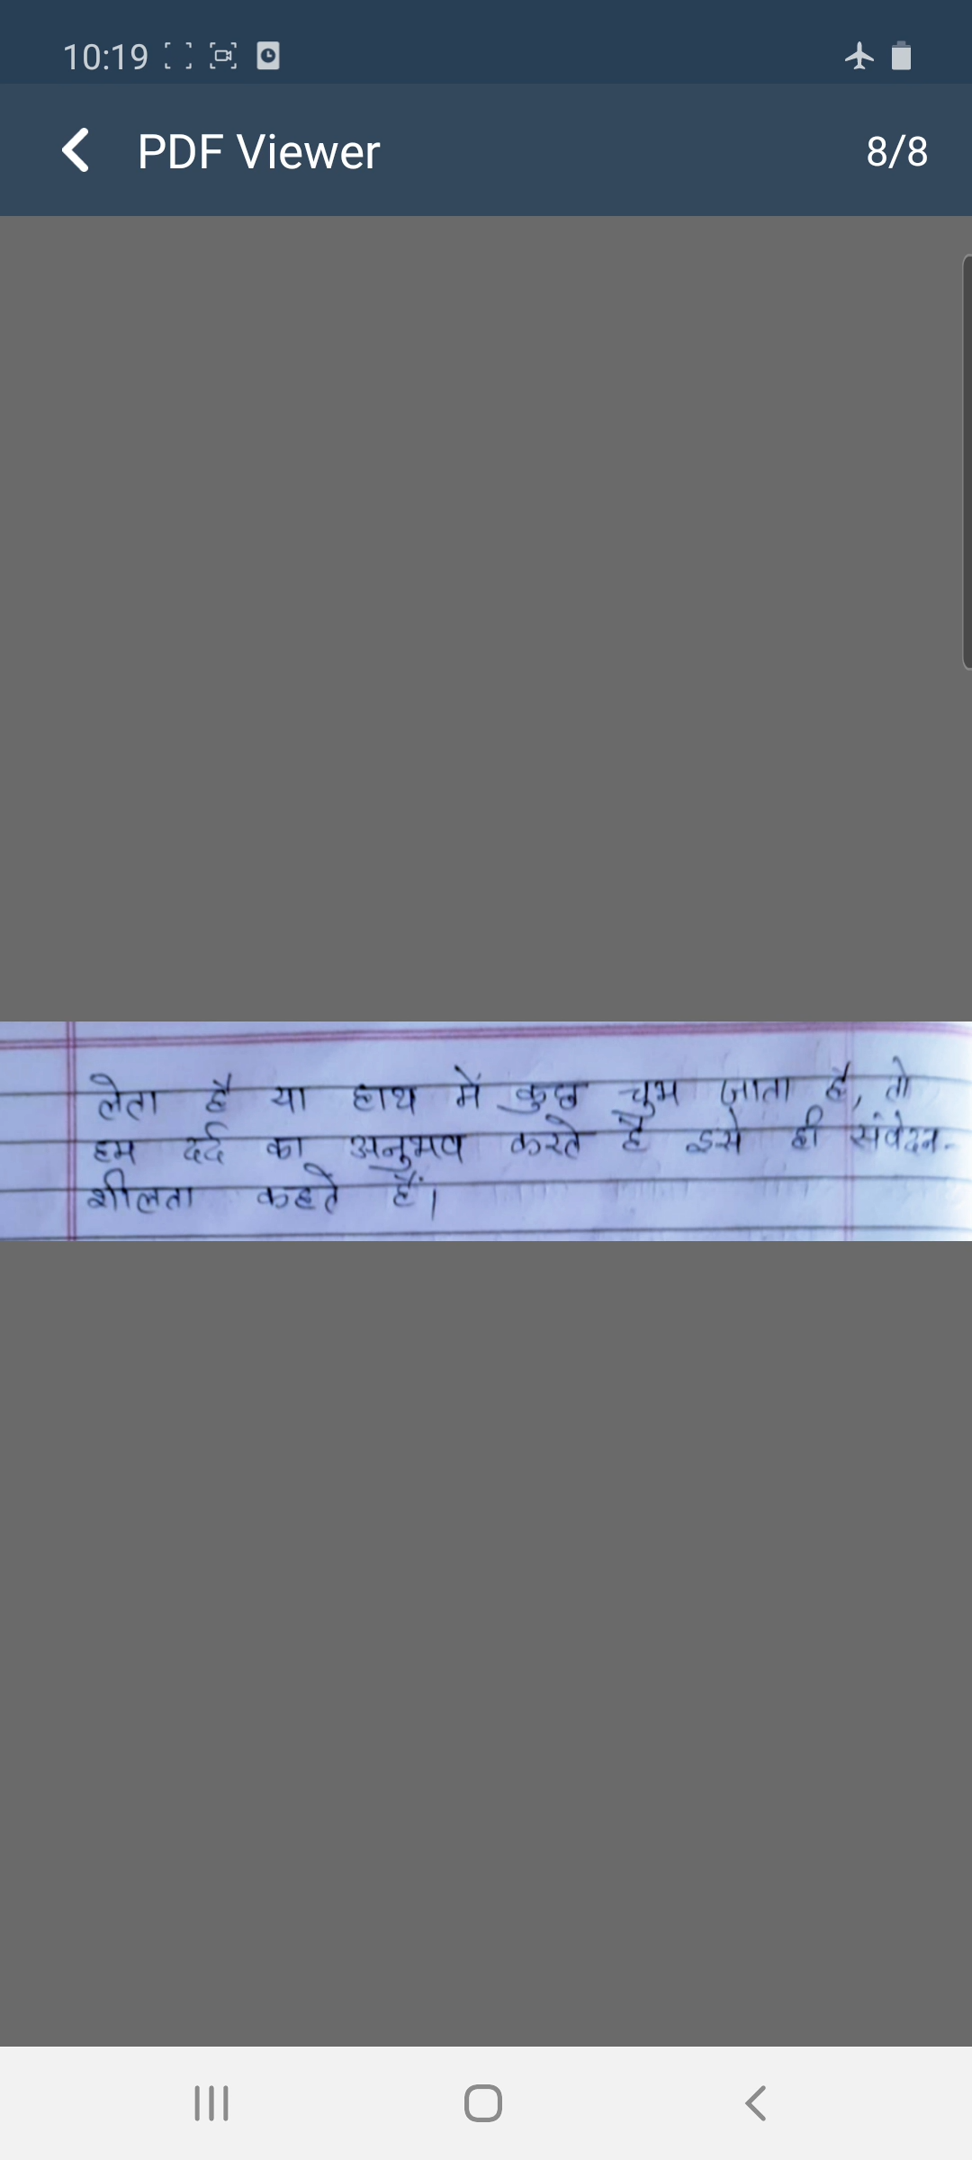 10:19
PDF Viewer 8/8
लेता है या हाथ में कुछ चुभ जाता है, तो
हम दर्द का अनुभव करते है इसे ही संवेदन-
शीलता कहते हैं।